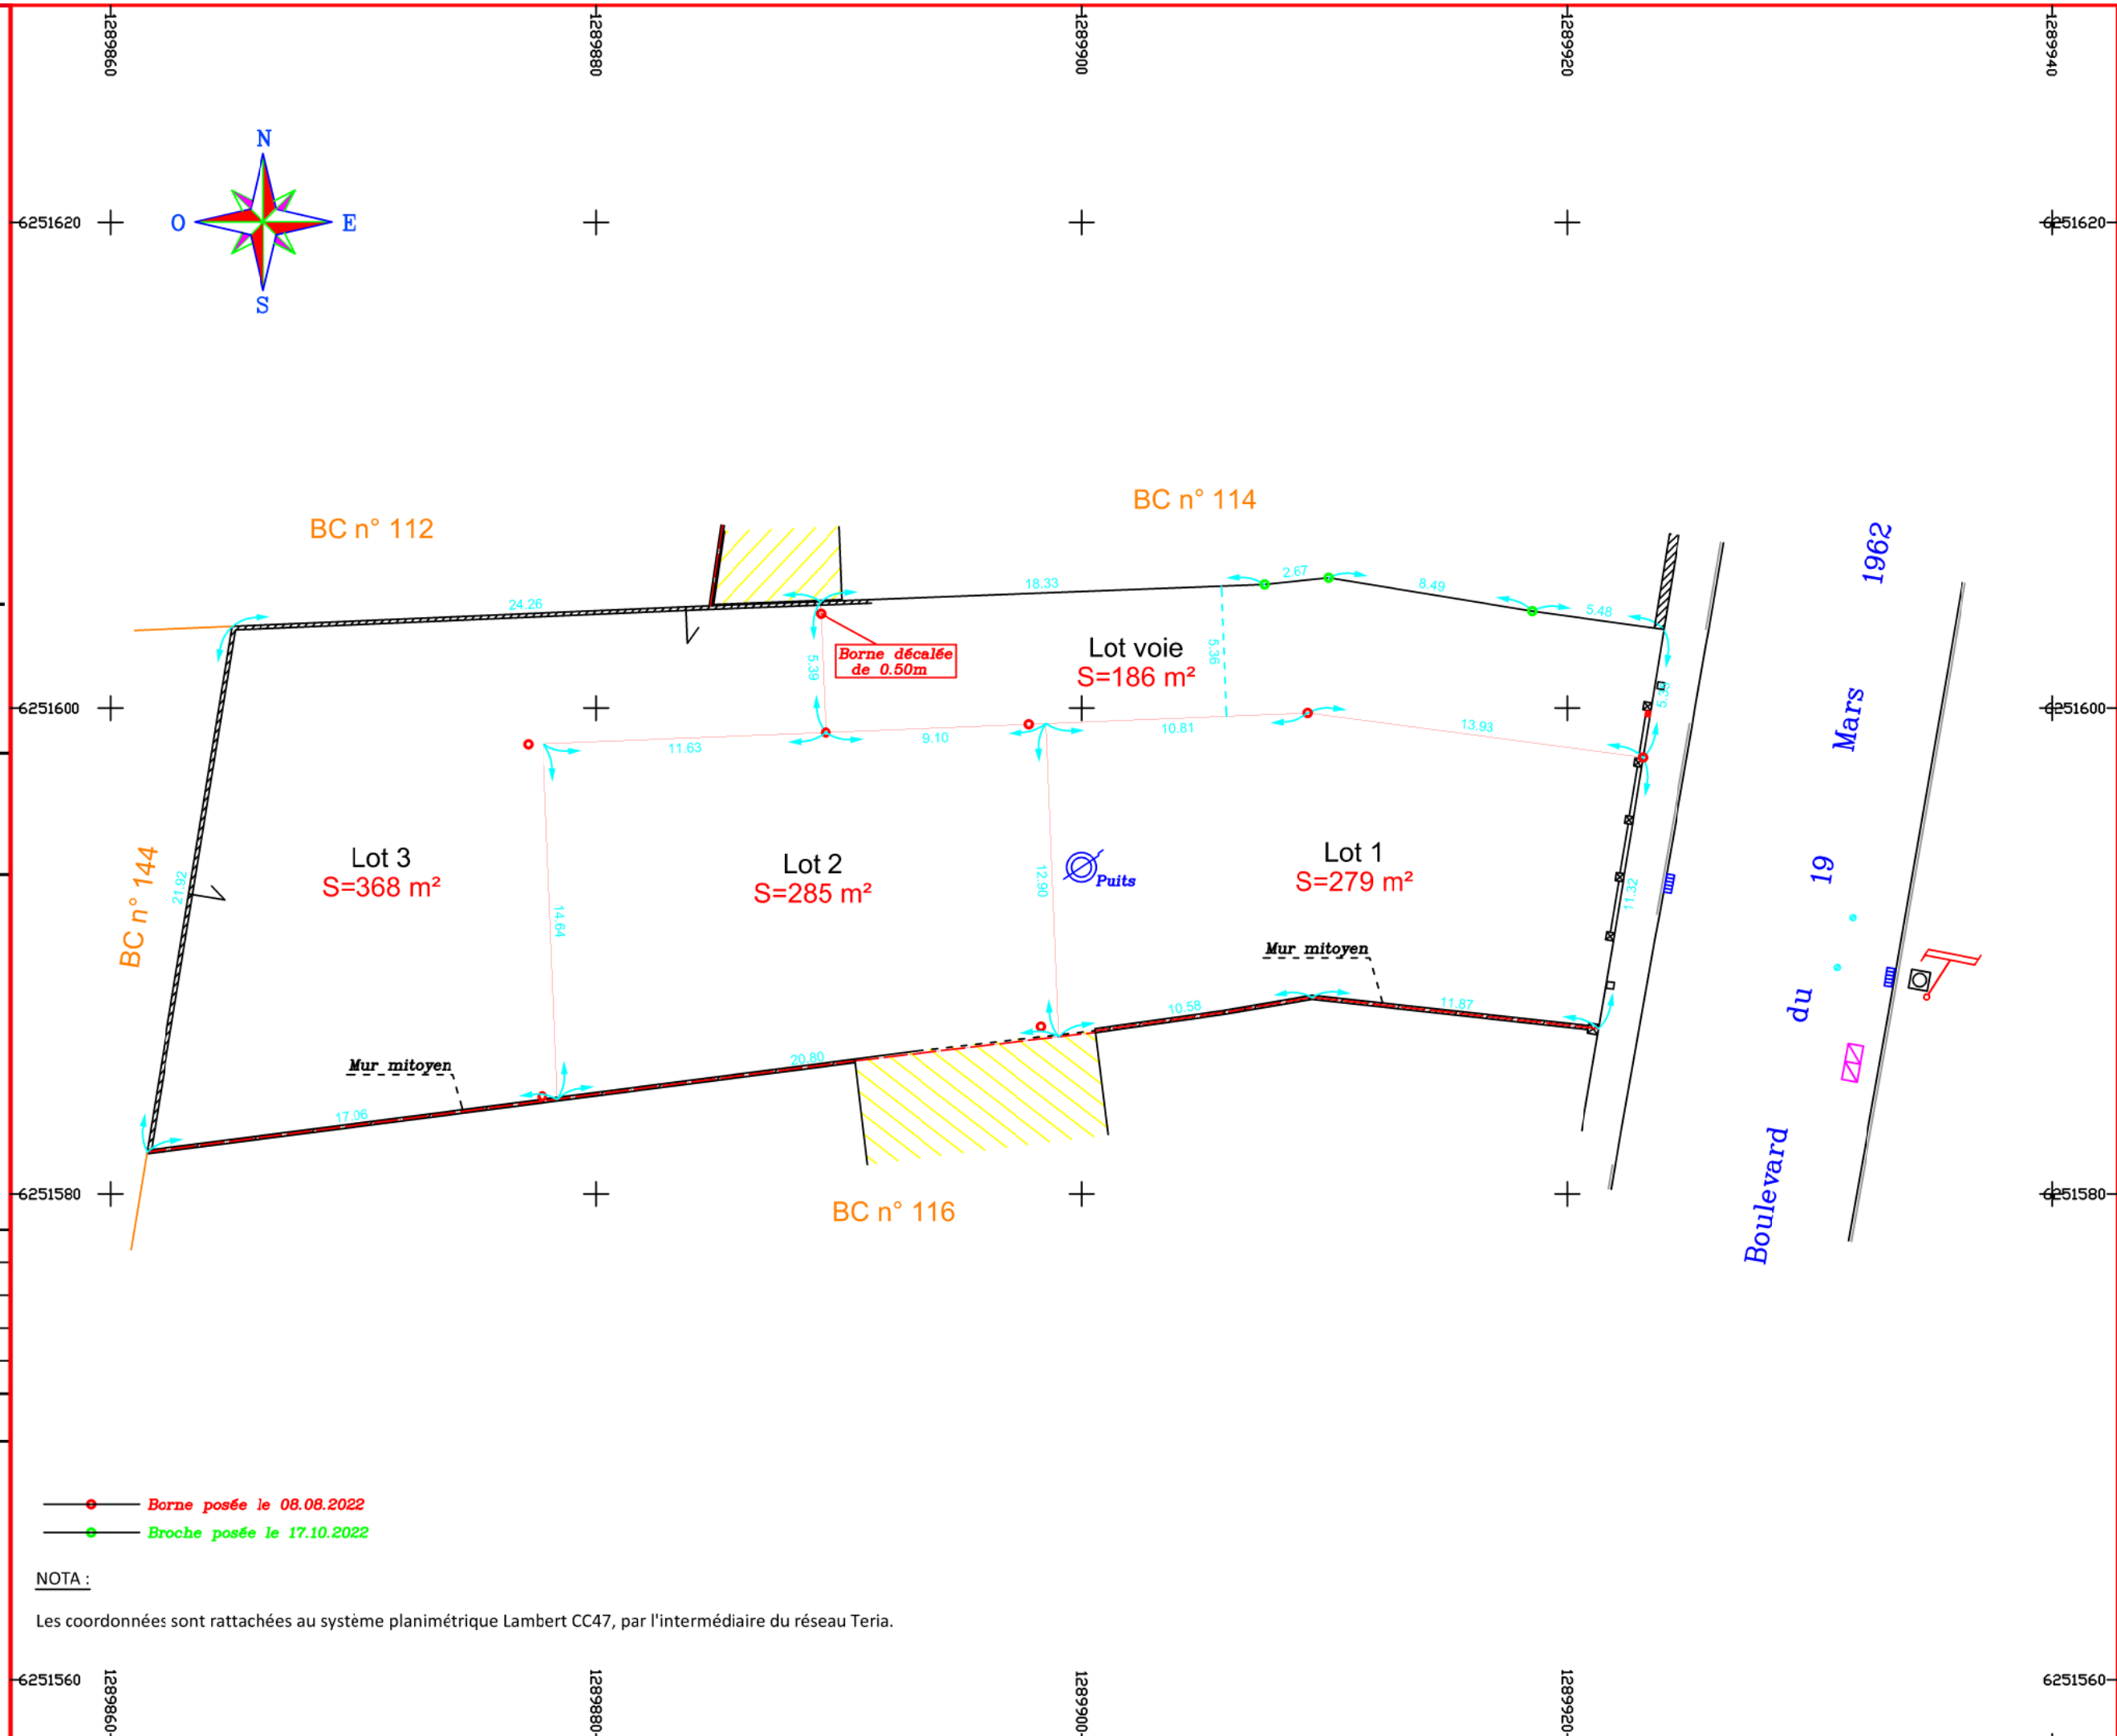 1289860
1289880
1289900
1289920
1289940
N
O
E
S
6251620
6251620
BC n° 112
BC n° 114
1962
24.26
18.33
2.67
8.49
5.48
Borne décalée
de 0.50m
5.39
5.36
Lot voie
S=186 m²
6251600
6251600
Mars
11.63
9.10
10.81
13.93
BC n° 144
21.92
Lot 3
S=368 m²
Lot 2
S=285 m²
Puits
Lot 1
S=279 m²
19
14.64
12.90
11.32
Mur mitoyen
10.58
11.87
du
Mur mitoyen
20.80
17.06
Boulevard
6251580
6251580
BC n° 116
Borne posée le 08.08.2022
Broche posée le 17.10.2022
NOTA :
Les coordonnées sont rattachées au système planimétrique Lambert CC47, par l'intermédiaire du réseau Teria.
6251560
6251560
1289860
1289880
1289900
1289920